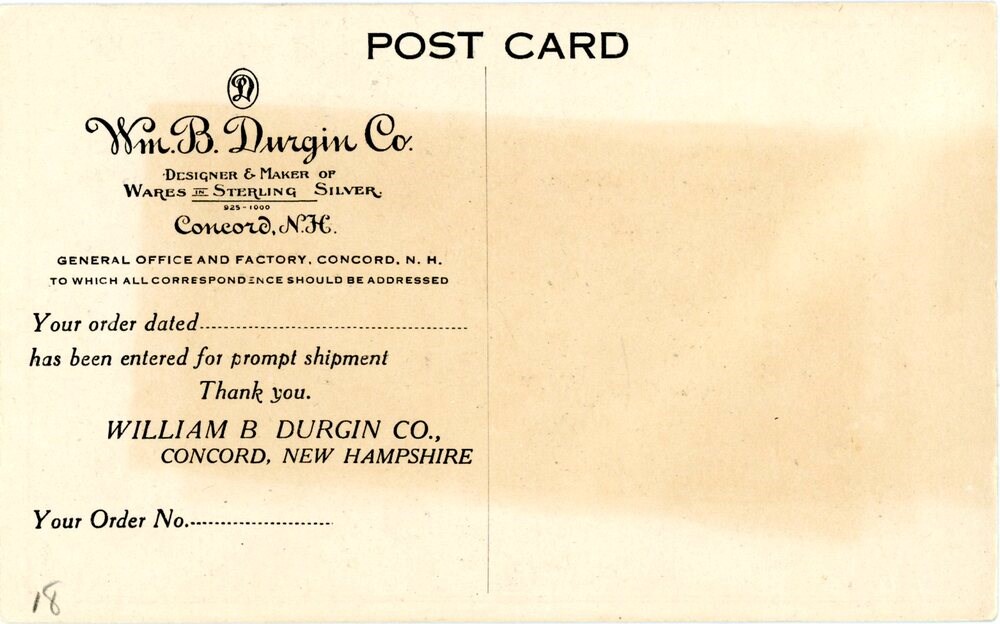 POST CARD
D
Wm. B. Durgin Co.
DESIGNER & MAKER OF
WARES IN STERLING SILVER.
925-1000
Concord, N.H.
GENERAL OFFICE AND FACTORY, CONCORD, N. H.
TO WHICH ALL CORRESPONDENCE SHOULD BE ADDRESSED
Your order dated
has been entered for prompt shipment
Thank you.
WILLIAM B DURGIN CO.,
CONCORD, NEW HAMPSHIRE
Your Order No.
18